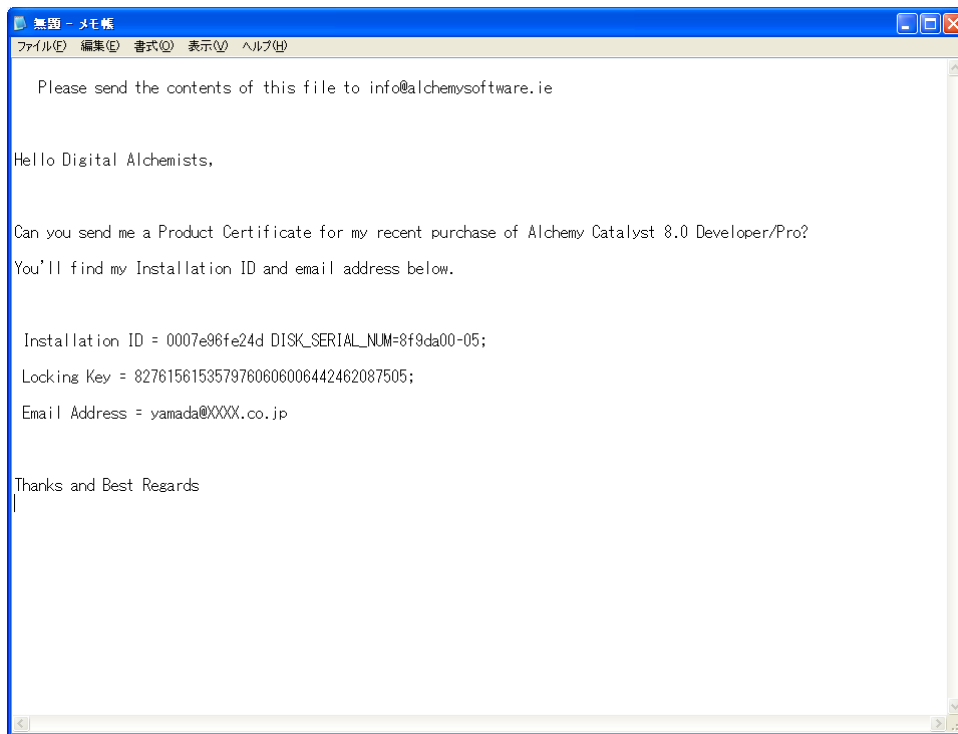 無題 - メモ帳
ファイル(F) 編集(E) 書式(O) 表示(V) ヘルプ(H)
Please send the contents of this file to info@alchemysoftware.ie
Hello Digital Alchemists,
Can you send me a Product Certificate for my recent purchase of Alchemy Catalyst 8.0 Developer/Pro?
You'll find my Installation ID and email address below.
Installation ID = 0007e96fe24d DISK_SERIAL_NUM=8f9da00-05;
Locking Key = 82761561535797606060064424620​87505;
Email Address = yamada@XXXX.co.jp
Thanks and Best Regards